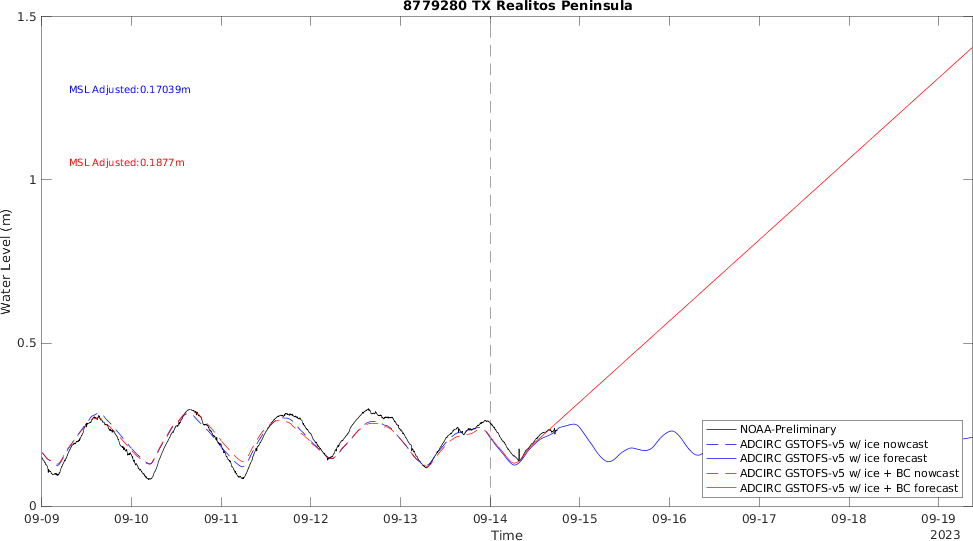 8779280 TX Realitos Peninsula
1.5
MSL Adjusted:0.17039m
MSL Adjusted:0.1877m
1
Water Level (m)
0.5
NOAA-Preliminary
ADCIRC GSTOFS-v5 w/ ice nowcast
ADCIRC GSTOFS-v5 w/ ice forecast
ADCIRC GSTOFS-v5 w/ ice + BC nowcast
ADCIRC GSTOFS-v5 w/ ice + BC forecast
0
09-09 09-10 09-11 09-12 09-13 09-14 09-15 09-16 09-17 09-18 09-19
Time
2023